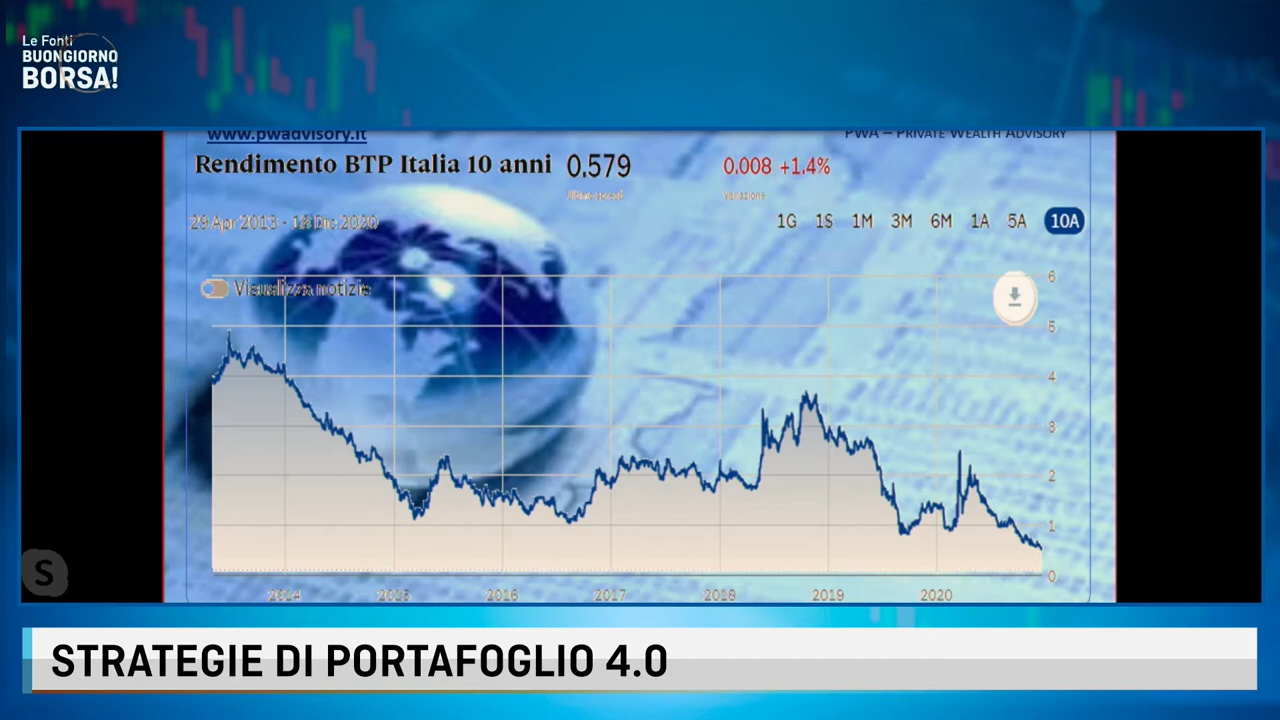 Le Fonti
BUONGIORNO
BORSA!
www.pwadvisory.it
PWA – PRIVATE WEALTH ADVISORY
Rendimento BTP Italia 10 anni 0.579 0.008 +1.4%
Ultimo spread Variazione
29 Apr 2013 - 18 Dic 2020
1G 1S 1M 3M 6M 1A 5A 10A
Visualizza notizie
6
5
4
3
2
1
0
2014 2015 2016 2017 2018 2019 2020
S
STRATEGIE DI PORTAFOGLIO 4.0